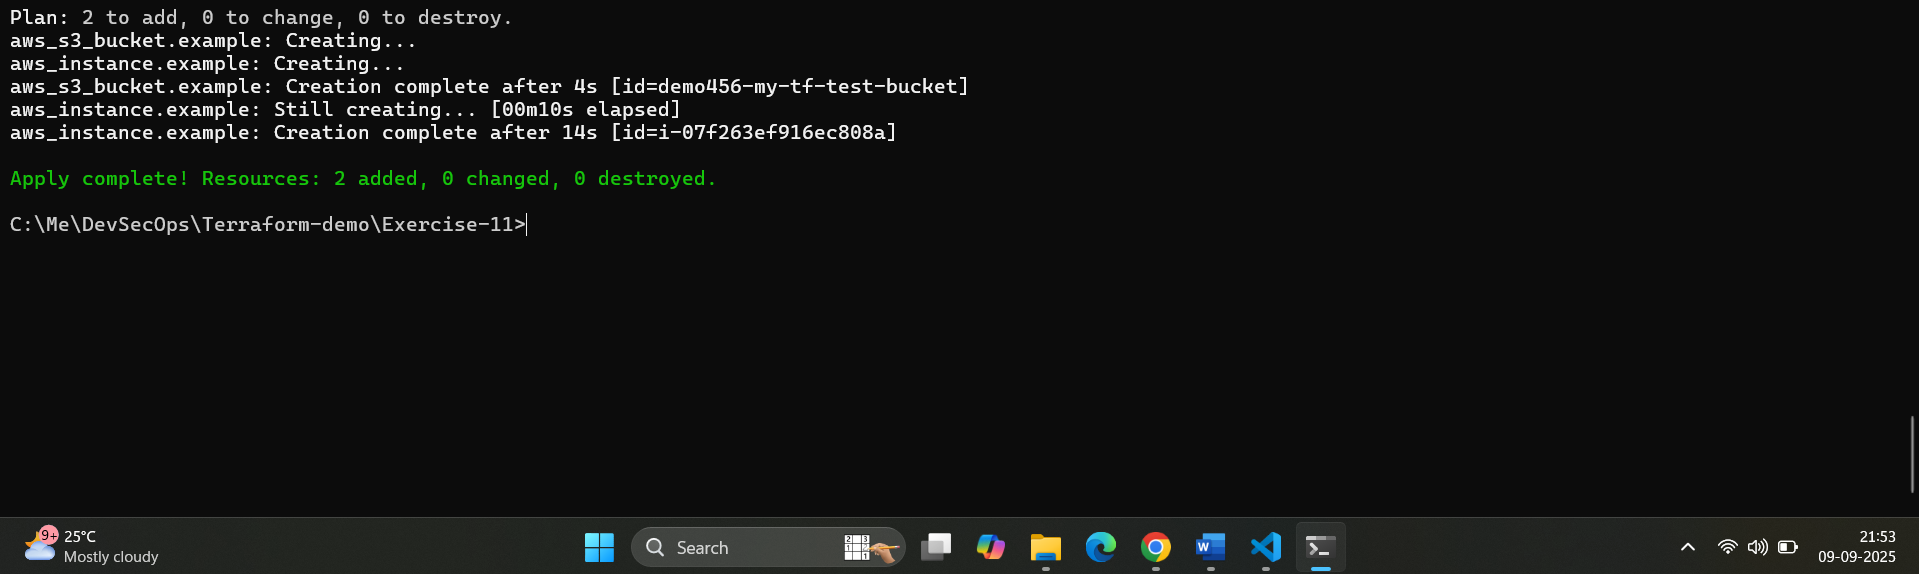 Plan: 2 to add, 0 to change, 0 to destroy.
aws_s3_bucket.example: Creating...
aws_instance.example: Creating...
aws_s3_bucket.example: Creation complete after 4s [id=demo456-my-tf-test-bucket]
aws_instance.example: Still creating... [00m10s elapsed]
aws_instance.example: Creation complete after 14s [id=i-07f263ef916ec808a]
Apply complete! Resources: 2 added, 0 changed, 0 destroyed.
C:\Me\DevSecOps\Terraform-demo\Exercise-11>
9+
25°C
Mostly cloudy
Search
21:53
09-09-2025